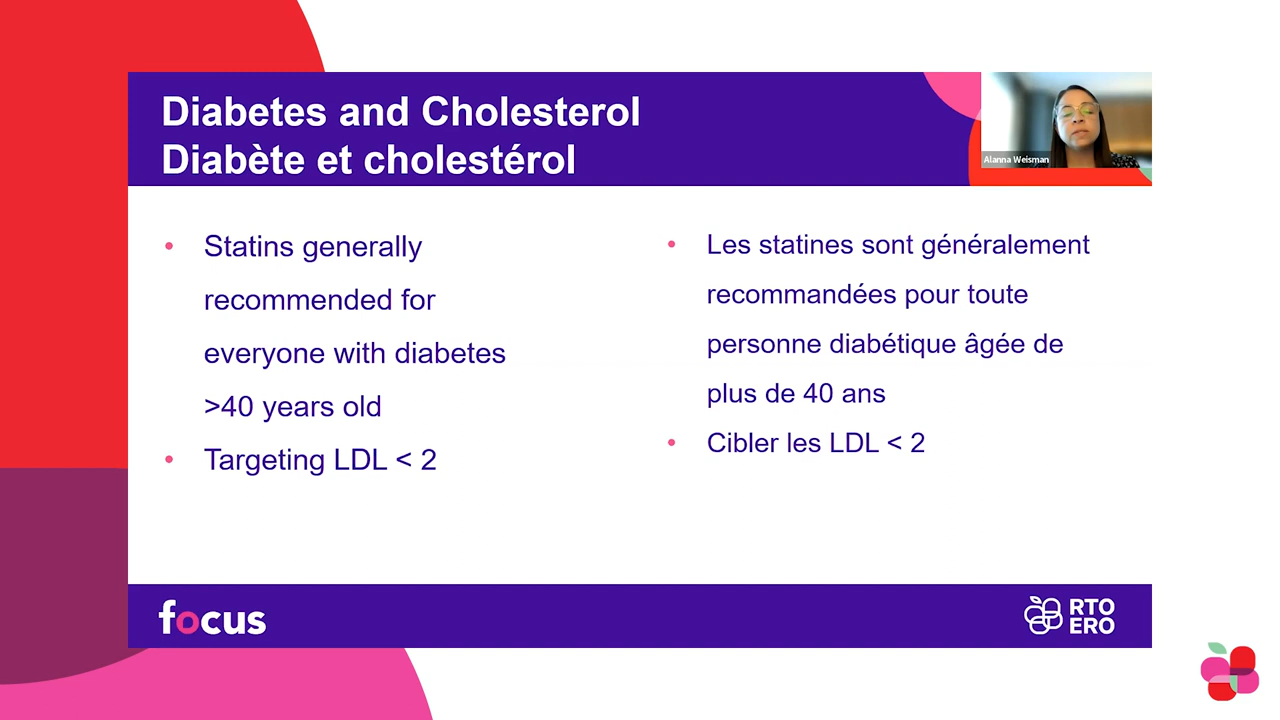 Diabetes and Cholesterol
Diabète et cholestérol
Alanna Weisman
• Statins generally
recommended for
everyone with diabetes
>40 years old
• Targeting LDL < 2
• Les statines sont généralement
recommandées pour toute
personne diabétique âgée de
plus de 40 ans
• Cibler les LDL < 2
focus
RTO
ERO